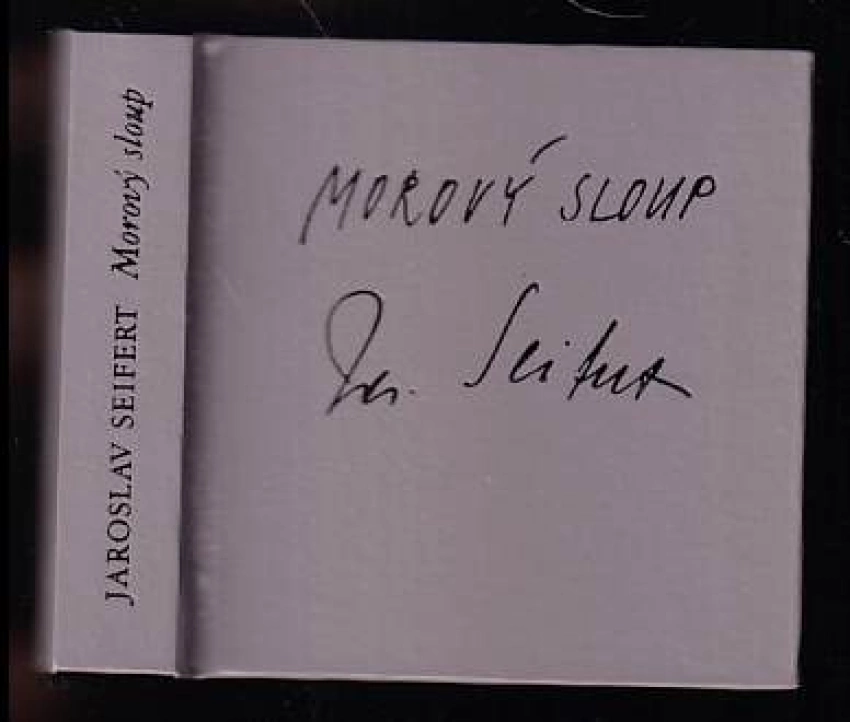 JAROSLAV SEIFERT Morový sloup
MOROVÝ SLOUP
Jar. Seifert